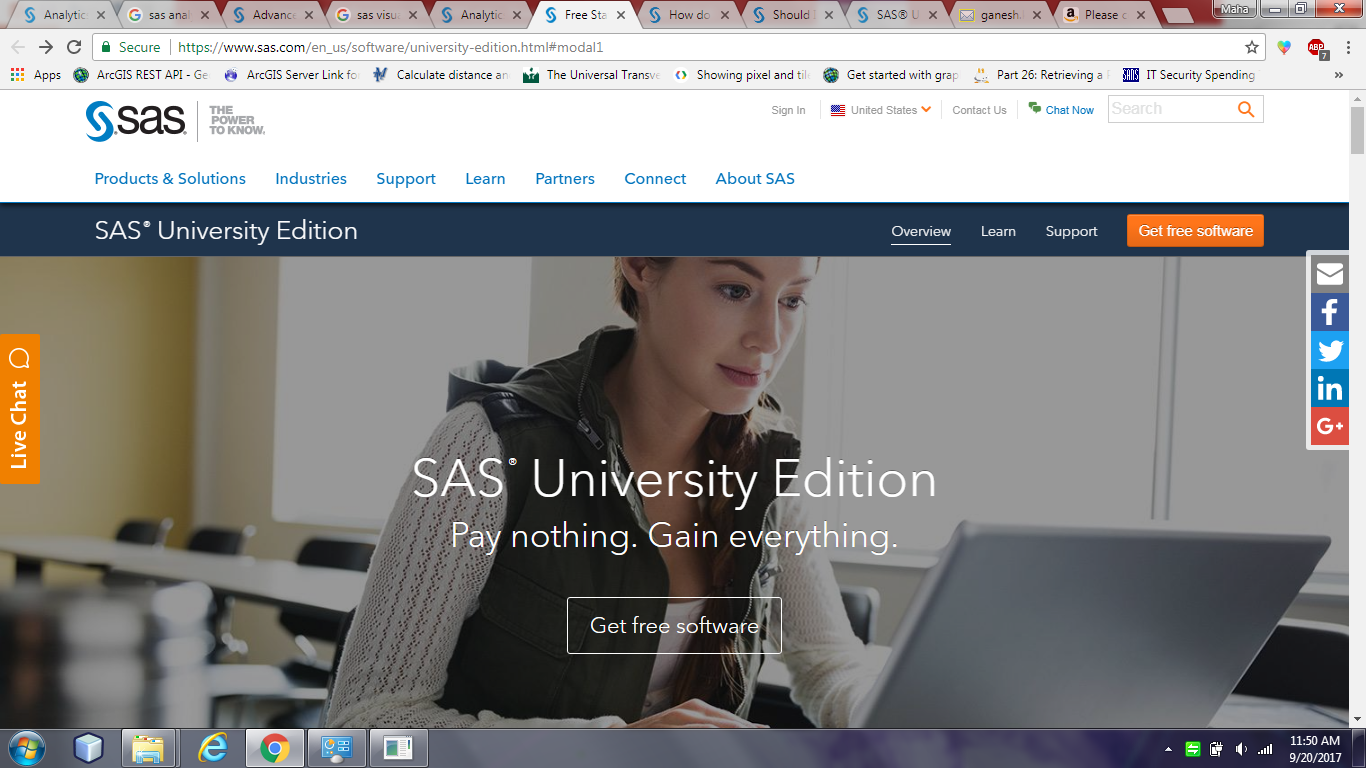 Maha
Analytic
sas anal
Advance
sas visu
Analytic
Free Sta
How do
Should
SAS® U
ganesh.
Please c
Secure
https://www.sas.com/en_us/software/university-edition.html#modal1
ABP
7
Apps
ArcGIS REST API - Ge
ArcGIS Server Link fo
Calculate distance an
The Universal Transve
Showing pixel and tile
Get started with grap
Part 26: Retrieving a
IT Security Spending
»
sas
THE
POWER
TO KNOW.
Sign In
United States
Contact Us
Chat Now
Search
Products & Solutions
Industries
Support
Learn
Partners
Connect
About SAS
SAS® University Edition
Overview
Learn
Support
Get free software
Live Chat
SAS® University Edition
Pay nothing. Gain everything.
Get free software
11:50 AM
9/20/2017